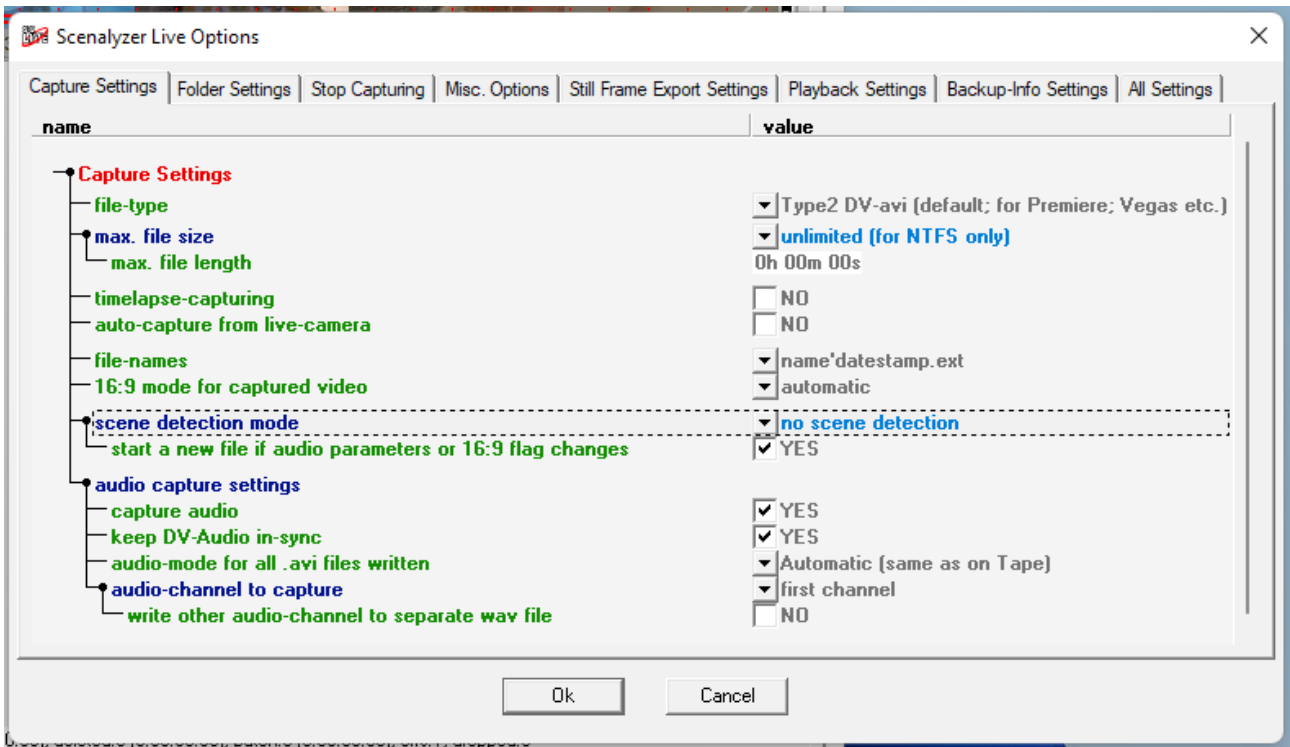 Scenalyzer Live Options
Capture Settings Folder Settings Stop Capturing Misc. Options Still Frame Export Settings Playback Settings Backup-Info Settings All Settings
name value
Capture Settings
file-type Type2 DV-avi (default; for Premiere; Vegas etc.)
max. file size unlimited (for NTFS only)
max. file length 0h 00m 00s
timelapse-capturing NO
auto-capture from live-camera NO
file-names name'datestamp.ext
16:9 mode for captured video automatic
scene detection mode no scene detection
start a new file if audio parameters or 16:9 flag changes YES
audio capture settings
capture audio YES
keep DV-Audio in-sync YES
audio-mode for all .avi files written Automatic (same as on Tape)
audio-channel to capture first channel
write other audio-channel to separate wav file NO
Ok Cancel